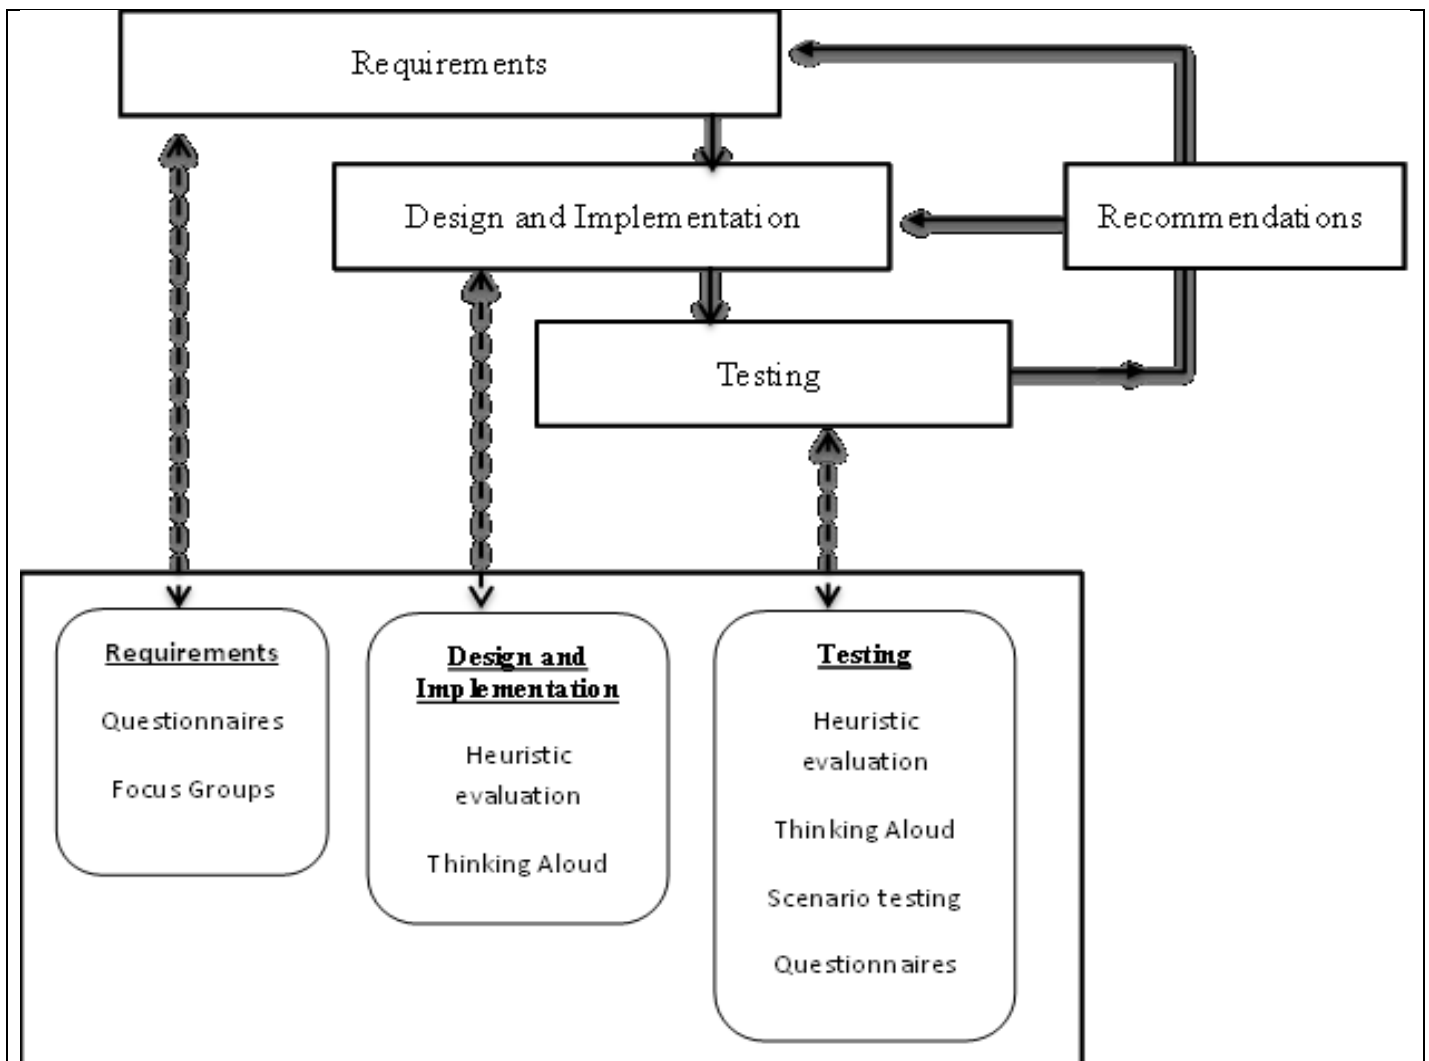 Requirements
Design and Implementation
Recommendations
Testing
Requirements
Questionnaires
Focus Groups
Design and
Implementation
Heuristic
evaluation
Thinking Aloud
Testing
Heuristic
evaluation
Thinking Aloud
Scenario testing
Questionnaires